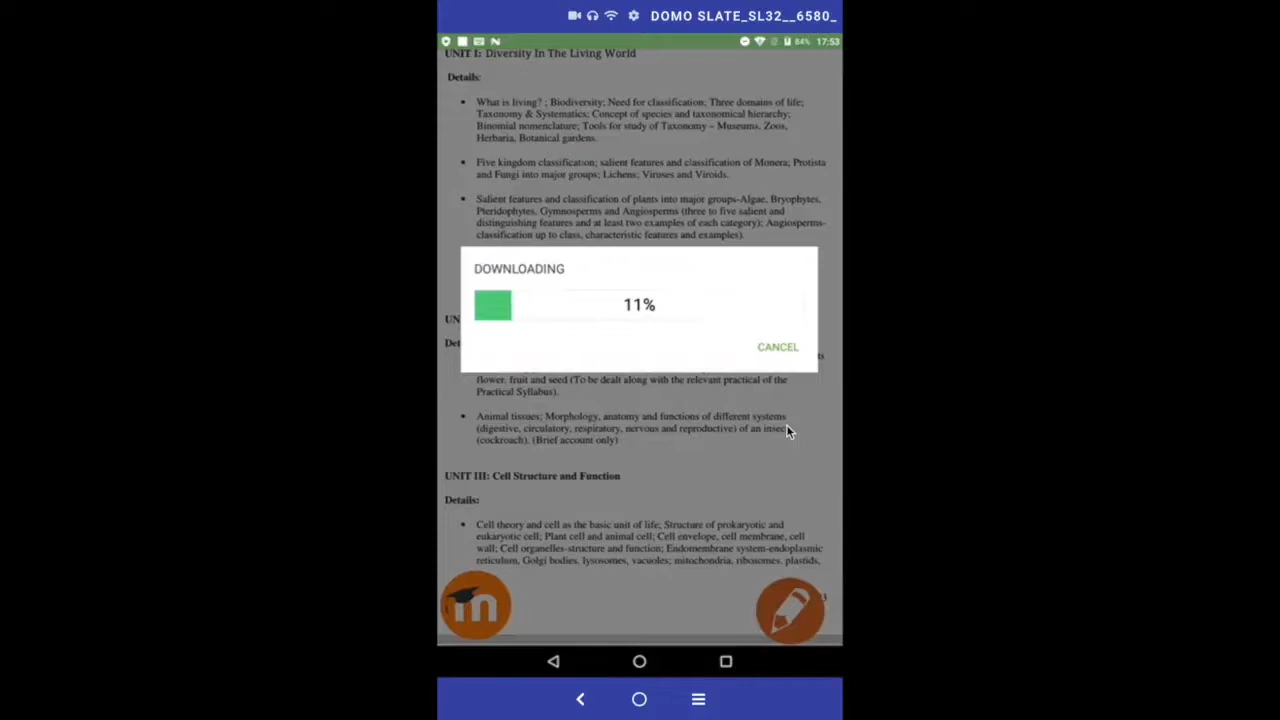 DOMO SLATE_SL32__6580_
84% 17:53
UNIT I: Diversity In The Living World
Details:
What is living? ; Biodiversity; Need for classification; Three domains of life;
Taxonomy & Systematics; Concept of species and taxonomical hierarchy;
Binomial nomenclature; Tools for study of Taxonomy – Museums, Zoos,
Herbaria, Botanical gardens.
Five kingdom classification; salient features and classification of Monera; Protista
and Fungi into major groups; Lichens; Viruses and Viroids.
Salient features and classification of plants into major groups-Algae, Bryophytes,
Pteridophytes, Gymnosperms and Angiosperms (three to five salient and
distinguishing features and at least two examples of each category); Angiosperms-
classification up to class, characteristic features and examples).
DOWNLOADING
11%
CANCEL
UN
Det
ts
flower, fruit and seed (To be dealt along with the relevant practical of the
Practical Syllabus).
Animal tissues; Morphology, anatomy and functions of different systems
(digestive, circulatory, respiratory, nervous and reproductive) of an insect
(cockroach). (Brief account only)
UNIT III: Cell Structure and Function
Details:
Cell theory and cell as the basic unit of life; Structure of prokaryotic and
eukaryotic cell; Plant cell and animal cell; Cell envelope, cell membrane, cell
wall; Cell organelles-structure and function; Endomembrane system-endoplasmic
reticulum, Golgi bodies, lysosomes, vacuoles; mitochondria, ribosomes, plastids,
m
3